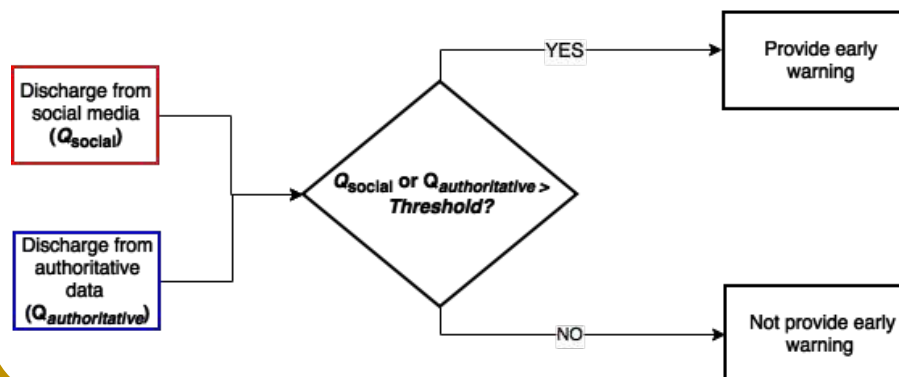 Discharge from
social media
(Qsocial)
Discharge from
authoritative
data
(Qauthoritative)
Qsocial or Qauthoritative >
Threshold?
YES
Provide early
warning
NO
Not provide early
warning